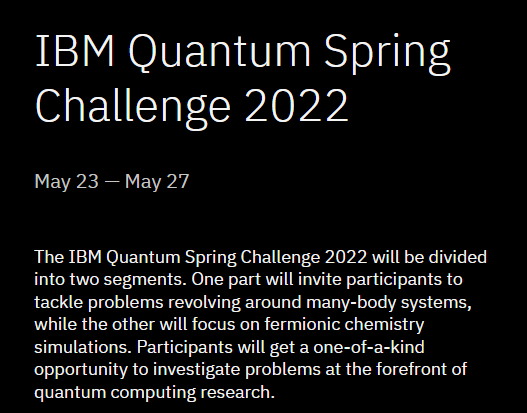 IBM Quantum Spring
Challenge 2022
May 23 — May 27
The IBM Quantum Spring Challenge 2022 will be divided
into two segments. One part will invite participants to
tackle problems revolving around many-body systems,
while the other will focus on fermionic chemistry
simulations. Participants will get a one-of-a-kind
opportunity to investigate problems at the forefront of
quantum computing research.